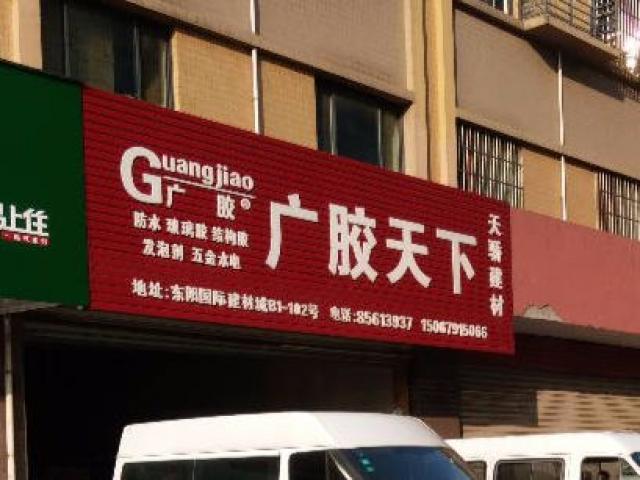 Guangjiao
广胶®
防水 玻璃胶 结构胶
发泡剂 五金水电
广胶天下
天骄建材
地址:东阳国际建材城B1-102号 电话:85613937 15067915066
上住